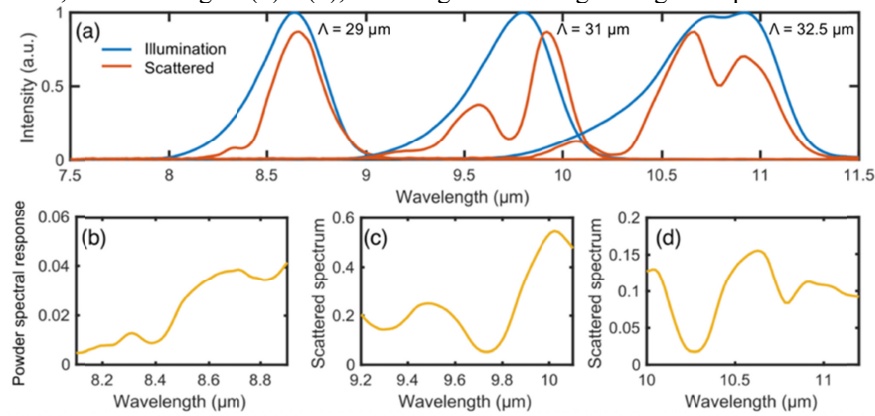 (a)
Illumination
Scattered
Λ = 29 µm
Λ = 31 µm
Λ = 32.5 µm
Intensity (a.u.)
1
0.5
0
7.5 8 8.5 9 9.5 10 10.5 11 11.5
Wavelength (µm)
(b)
Powder spectral response
0.06
0.04
0.02
0
8.2 8.4 8.6 8.8
Wavelength (µm)
(c)
Scattered spectrum
0.6
0.4
0.2
0
9.2 9.4 9.6 9.8 10
Wavelength (µm)
(d)
Scattered spectrum
0.2
0.15
0.1
0.05
0
10 10.5 11
Wavelength (µm)